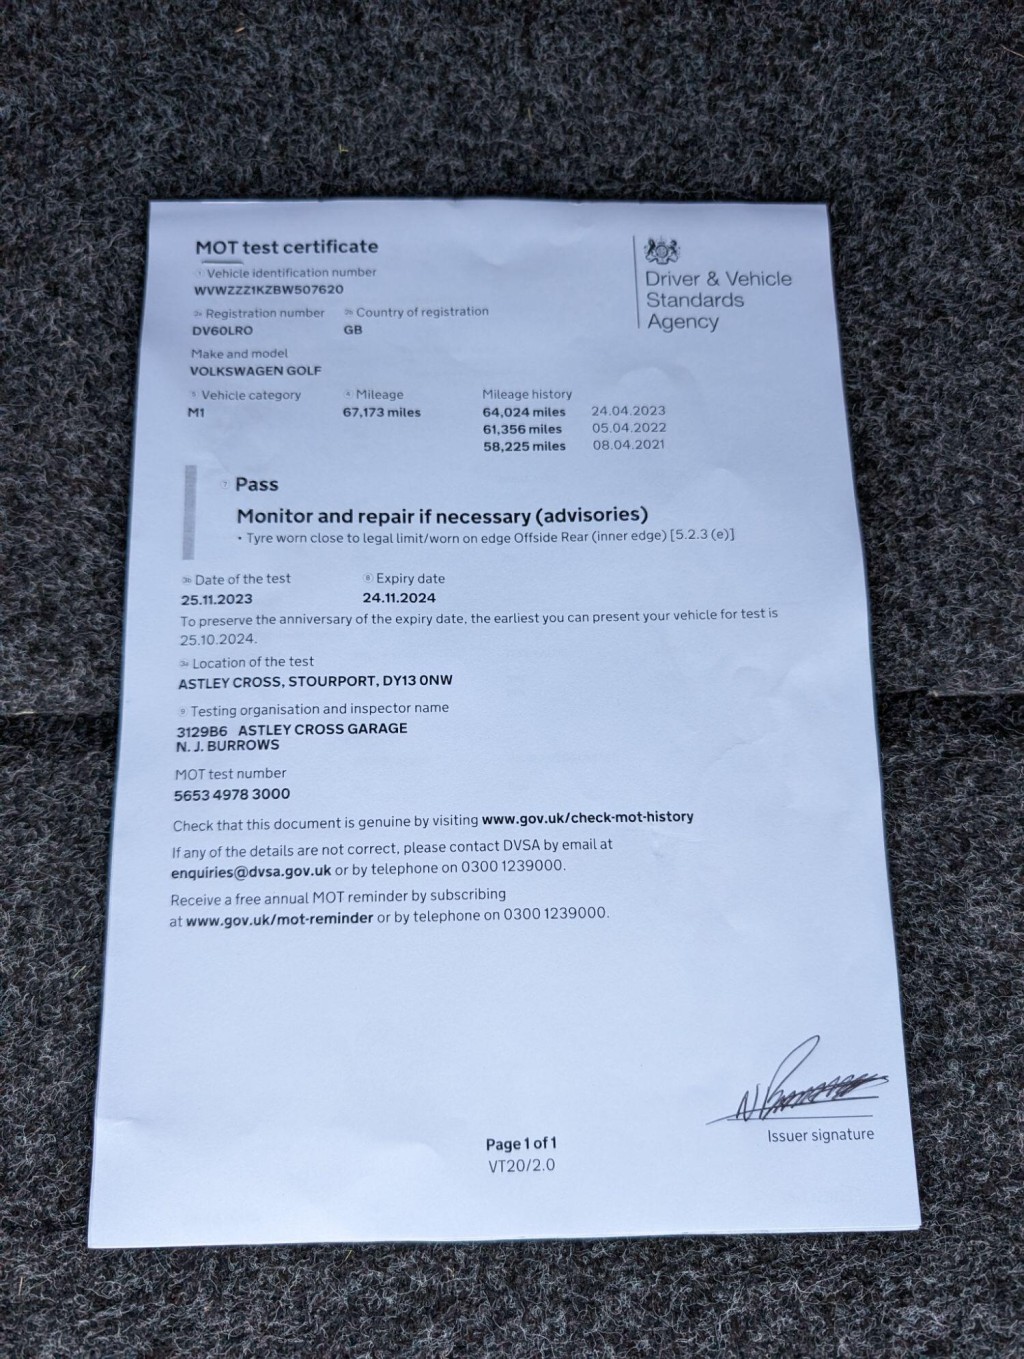 MOT test certificate
Vehicle identification number
WVWZZZ1KZBW507620
Registration number Country of registration
DV60LRO GB
Make and model
VOLKSWAGEN GOLF
Vehicle category Mileage Mileage history
M1 67,173 miles 64,024 miles 24.04.2023
61,356 miles 05.04.2022
58,225 miles 08.04.2021
Driver & Vehicle
Standards
Agency
Pass
Monitor and repair if necessary (advisories)
• Tyre worn close to legal limit/worn on edge Offside Rear (inner edge) [5.2.3 (e)]
Date of the test Expiry date
25.11.2023 24.11.2024
To preserve the anniversary of the expiry date, the earliest you can present your vehicle for test is
25.10.2024.
Location of the test
ASTLEY CROSS, STOURPORT, DY13 0NW
Testing organisation and inspector name
3129B6 ASTLEY CROSS GARAGE
N. J. BURROWS
MOT test number
5653 4978 3000
Check that this document is genuine by visiting www.gov.uk/check-mot-history
If any of the details are not correct, please contact DVSA by email at
enquiries@dvsa.gov.uk or by telephone on 0300 1239000.
Receive a free annual MOT reminder by subscribing
at www.gov.uk/mot-reminder or by telephone on 0300 1239000.
Issuer signature
Page 1 of 1
VT20/2.0